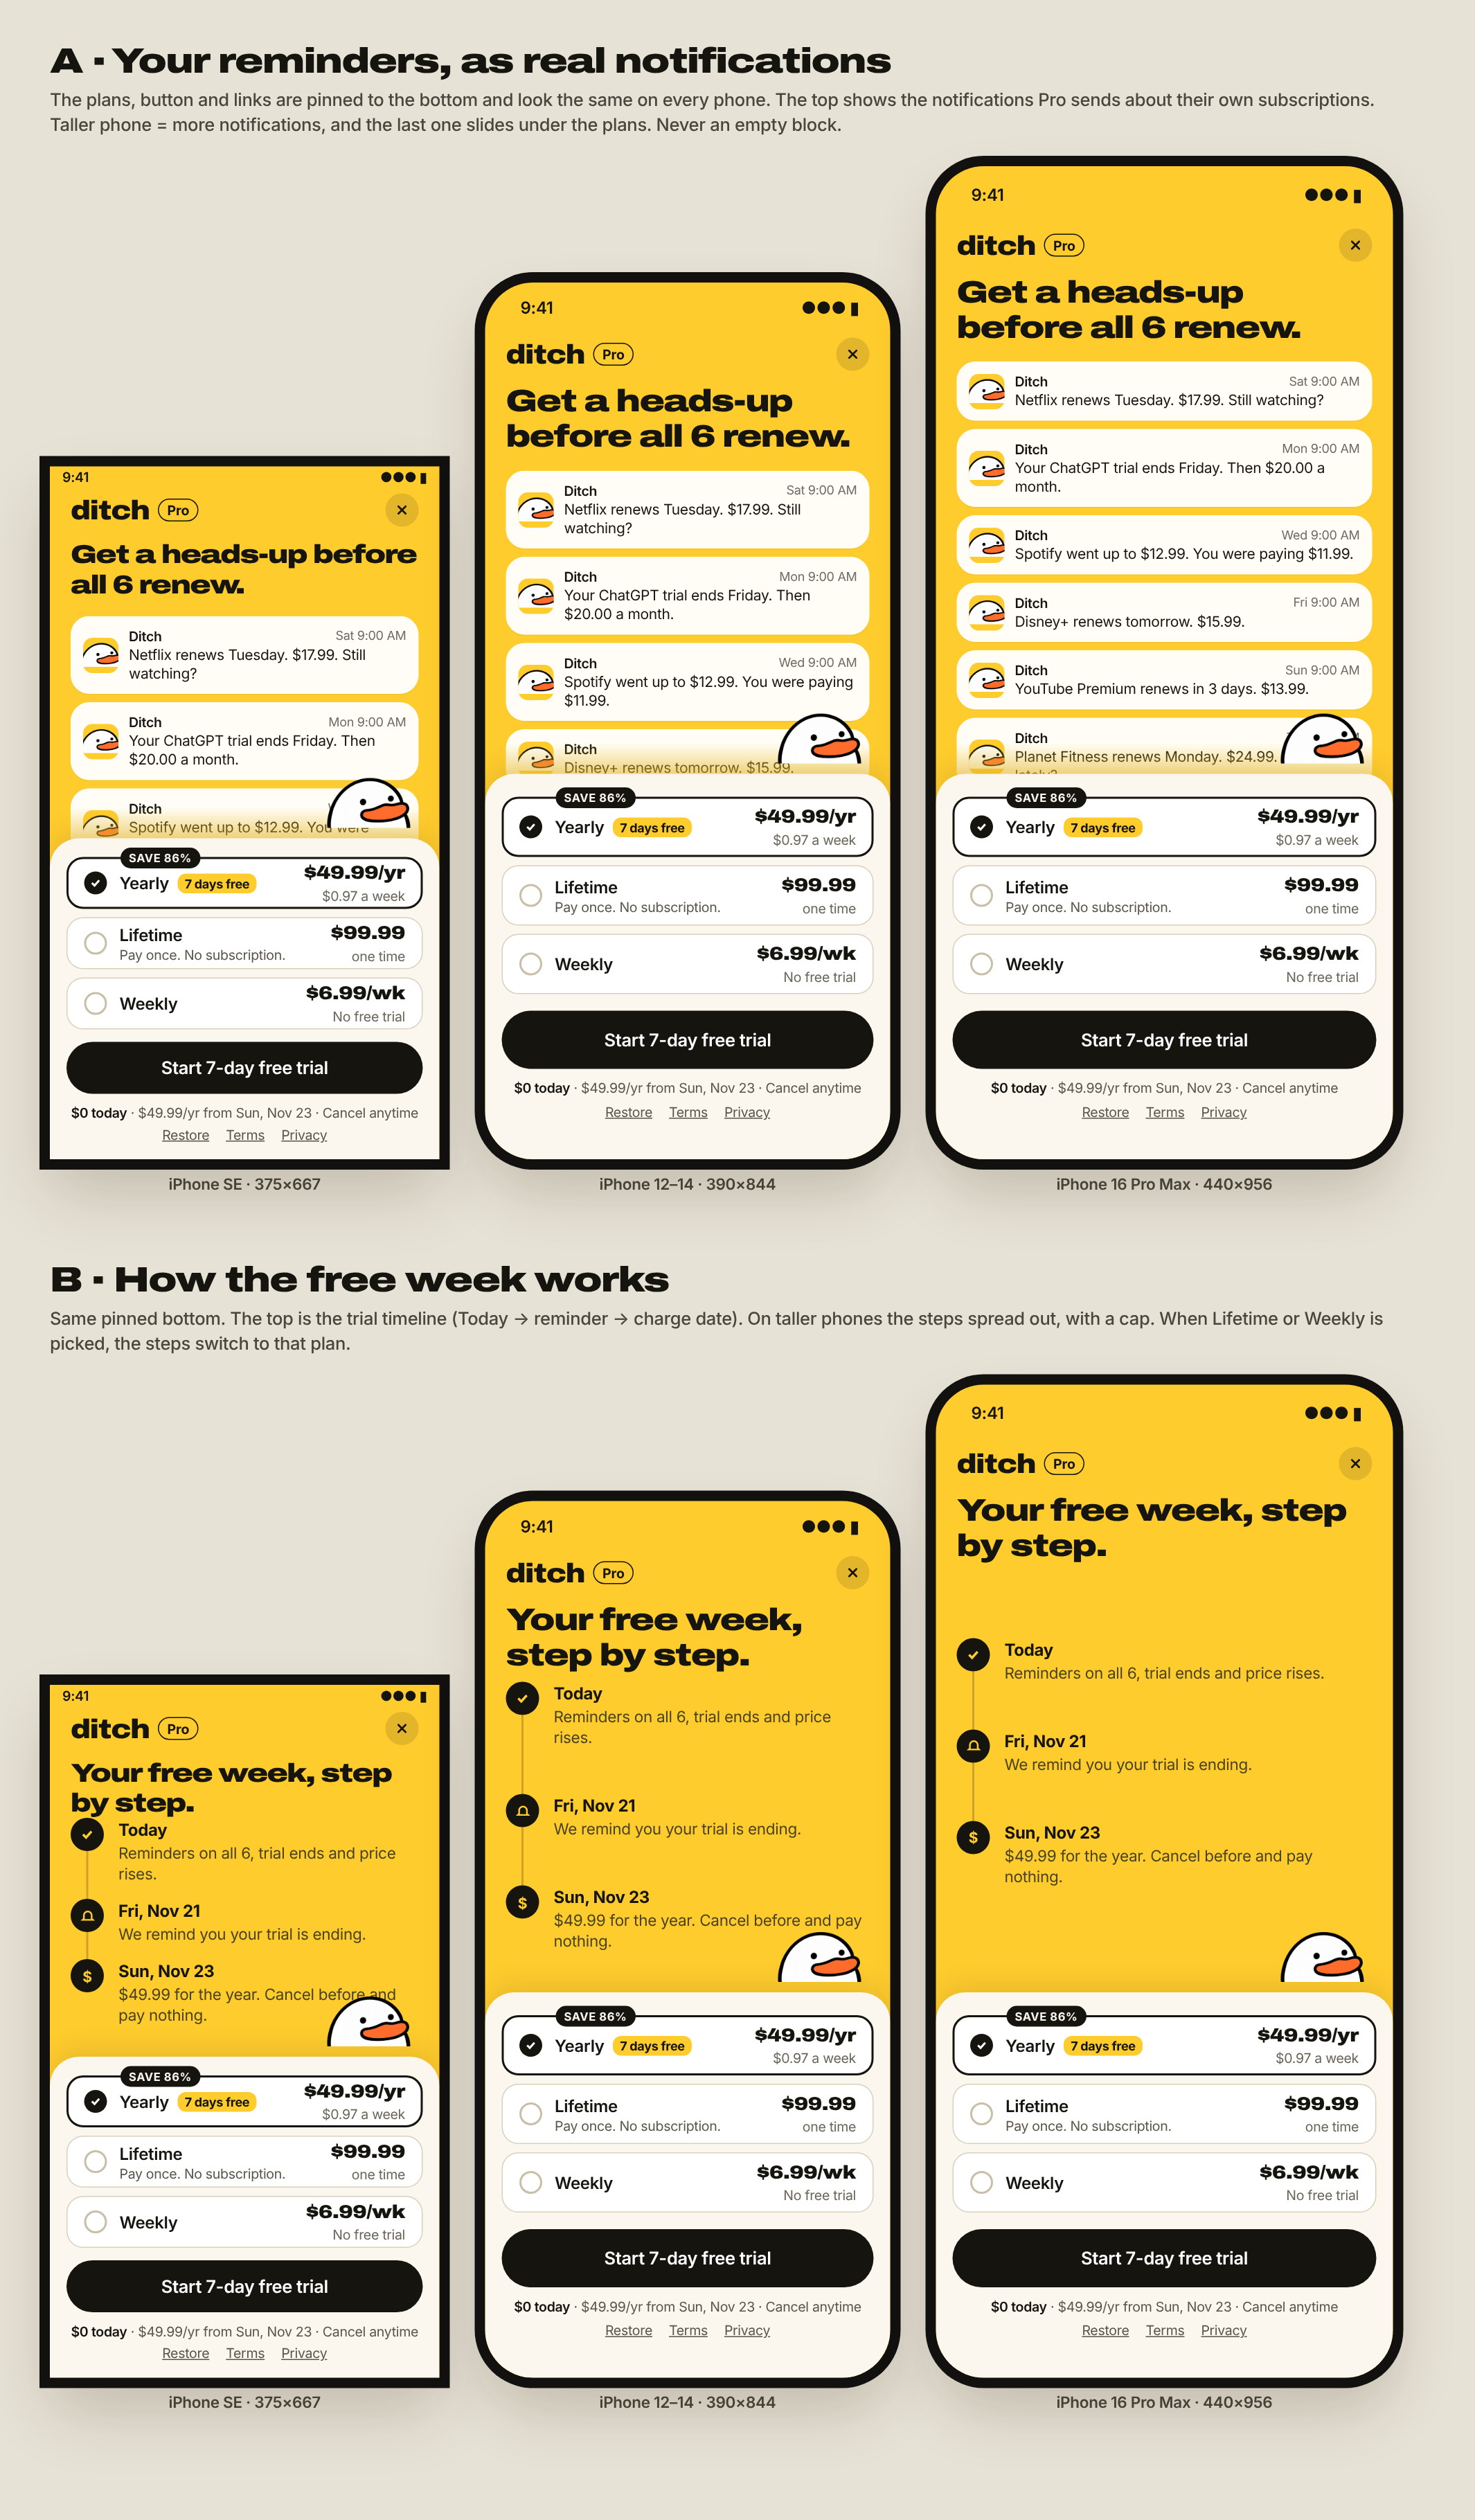 A · Your reminders, as real notifications
The plans, button and links are pinned to the bottom and look the same on every phone. The top shows the notifications Pro sends about their own subscriptions.
Taller phone = more notifications, and the last one slides under the plans. Never an empty block.
9:41
ditch Pro
Get a heads-up before
all 6 renew.
Ditch Sat 9:00 AM
Netflix renews Tuesday. $17.99. Still
watching?
Ditch Mon 9:00 AM
Your ChatGPT trial ends Friday. Then
$20.00 a month.
Ditch
Spotify went up to $12.99. You were
SAVE 86%
Yearly 7 days free $49.99/yr
$0.97 a week
Lifetime $99.99
Pay once. No subscription. one time
Weekly $6.99/wk
No free trial
Start 7-day free trial
$0 today · $49.99/yr from Sun, Nov 23 · Cancel anytime
Restore Terms Privacy
iPhone SE · 375×667
9:41
ditch Pro
Get a heads-up
before all 6 renew.
Ditch Sat 9:00 AM
Netflix renews Tuesday. $17.99. Still
watching?
Ditch Mon 9:00 AM
Your ChatGPT trial ends Friday. Then
$20.00 a month.
Ditch Wed 9:00 AM
Spotify went up to $12.99. You were paying
$11.99.
Ditch
Disney+ renews tomorrow. $15.99.
SAVE 86%
Yearly 7 days free $49.99/yr
$0.97 a week
Lifetime $99.99
Pay once. No subscription. one time
Weekly $6.99/wk
No free trial
Start 7-day free trial
$0 today · $49.99/yr from Sun, Nov 23 · Cancel anytime
Restore Terms Privacy
iPhone 12–14 · 390×844
9:41
ditch Pro
Get a heads-up
before all 6 renew.
Ditch Sat 9:00 AM
Netflix renews Tuesday. $17.99. Still watching?
Ditch Mon 9:00 AM
Your ChatGPT trial ends Friday. Then $20.00 a
month.
Ditch Wed 9:00 AM
Spotify went up to $12.99. You were paying $11.99.
Ditch Fri 9:00 AM
Disney+ renews tomorrow. $15.99.
Ditch Sun 9:00 AM
YouTube Premium renews in 3 days. $13.99.
Ditch
Planet Fitness renews Monday. $24.99.
SAVE 86%
Yearly 7 days free $49.99/yr
$0.97 a week
Lifetime $99.99
Pay once. No subscription. one time
Weekly $6.99/wk
No free trial
Start 7-day free trial
$0 today · $49.99/yr from Sun, Nov 23 · Cancel anytime
Restore Terms Privacy
iPhone 16 Pro Max · 440×956
B · How the free week works
Same pinned bottom. The top is the trial timeline (Today → reminder → charge date). On taller phones the steps spread out, with a cap. When Lifetime or Weekly is
picked, the steps switch to that plan.
9:41
ditch Pro
Your free week, step
by step.
Today
Reminders on all 6, trial ends and price
rises.
Fri, Nov 21
We remind you your trial is ending.
$ Sun, Nov 23
$49.99 for the year. Cancel before and
pay nothing.
SAVE 86%
Yearly 7 days free $49.99/yr
$0.97 a week
Lifetime $99.99
Pay once. No subscription. one time
Weekly $6.99/wk
No free trial
Start 7-day free trial
$0 today · $49.99/yr from Sun, Nov 23 · Cancel anytime
Restore Terms Privacy
iPhone SE · 375×667
9:41
ditch Pro
Your free week,
step by step.
Today
Reminders on all 6, trial ends and price
rises.
Fri, Nov 21
We remind you your trial is ending.
$ Sun, Nov 23
$49.99 for the year. Cancel before and pay
nothing.
SAVE 86%
Yearly 7 days free $49.99/yr
$0.97 a week
Lifetime $99.99
Pay once. No subscription. one time
Weekly $6.99/wk
No free trial
Start 7-day free trial
$0 today · $49.99/yr from Sun, Nov 23 · Cancel anytime
Restore Terms Privacy
iPhone 12–14 · 390×844
9:41
ditch Pro
Your free week, step
by step.
Today
Reminders on all 6, trial ends and price rises.
Fri, Nov 21
We remind you your trial is ending.
$ Sun, Nov 23
$49.99 for the year. Cancel before and pay
nothing.
SAVE 86%
Yearly 7 days free $49.99/yr
$0.97 a week
Lifetime $99.99
Pay once. No subscription. one time
Weekly $6.99/wk
No free trial
Start 7-day free trial
$0 today · $49.99/yr from Sun, Nov 23 · Cancel anytime
Restore Terms Privacy
iPhone 16 Pro Max · 440×956